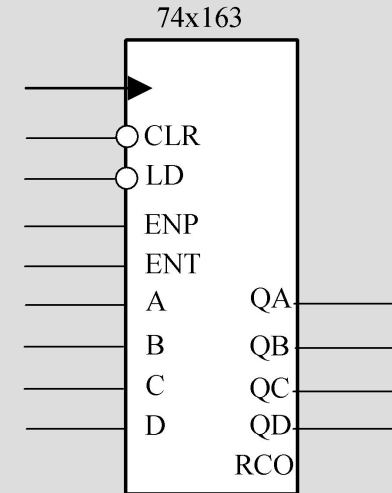 74x163
CLR
LD
ENP
ENT
A QA
B QB
C QC
D QD
RCO